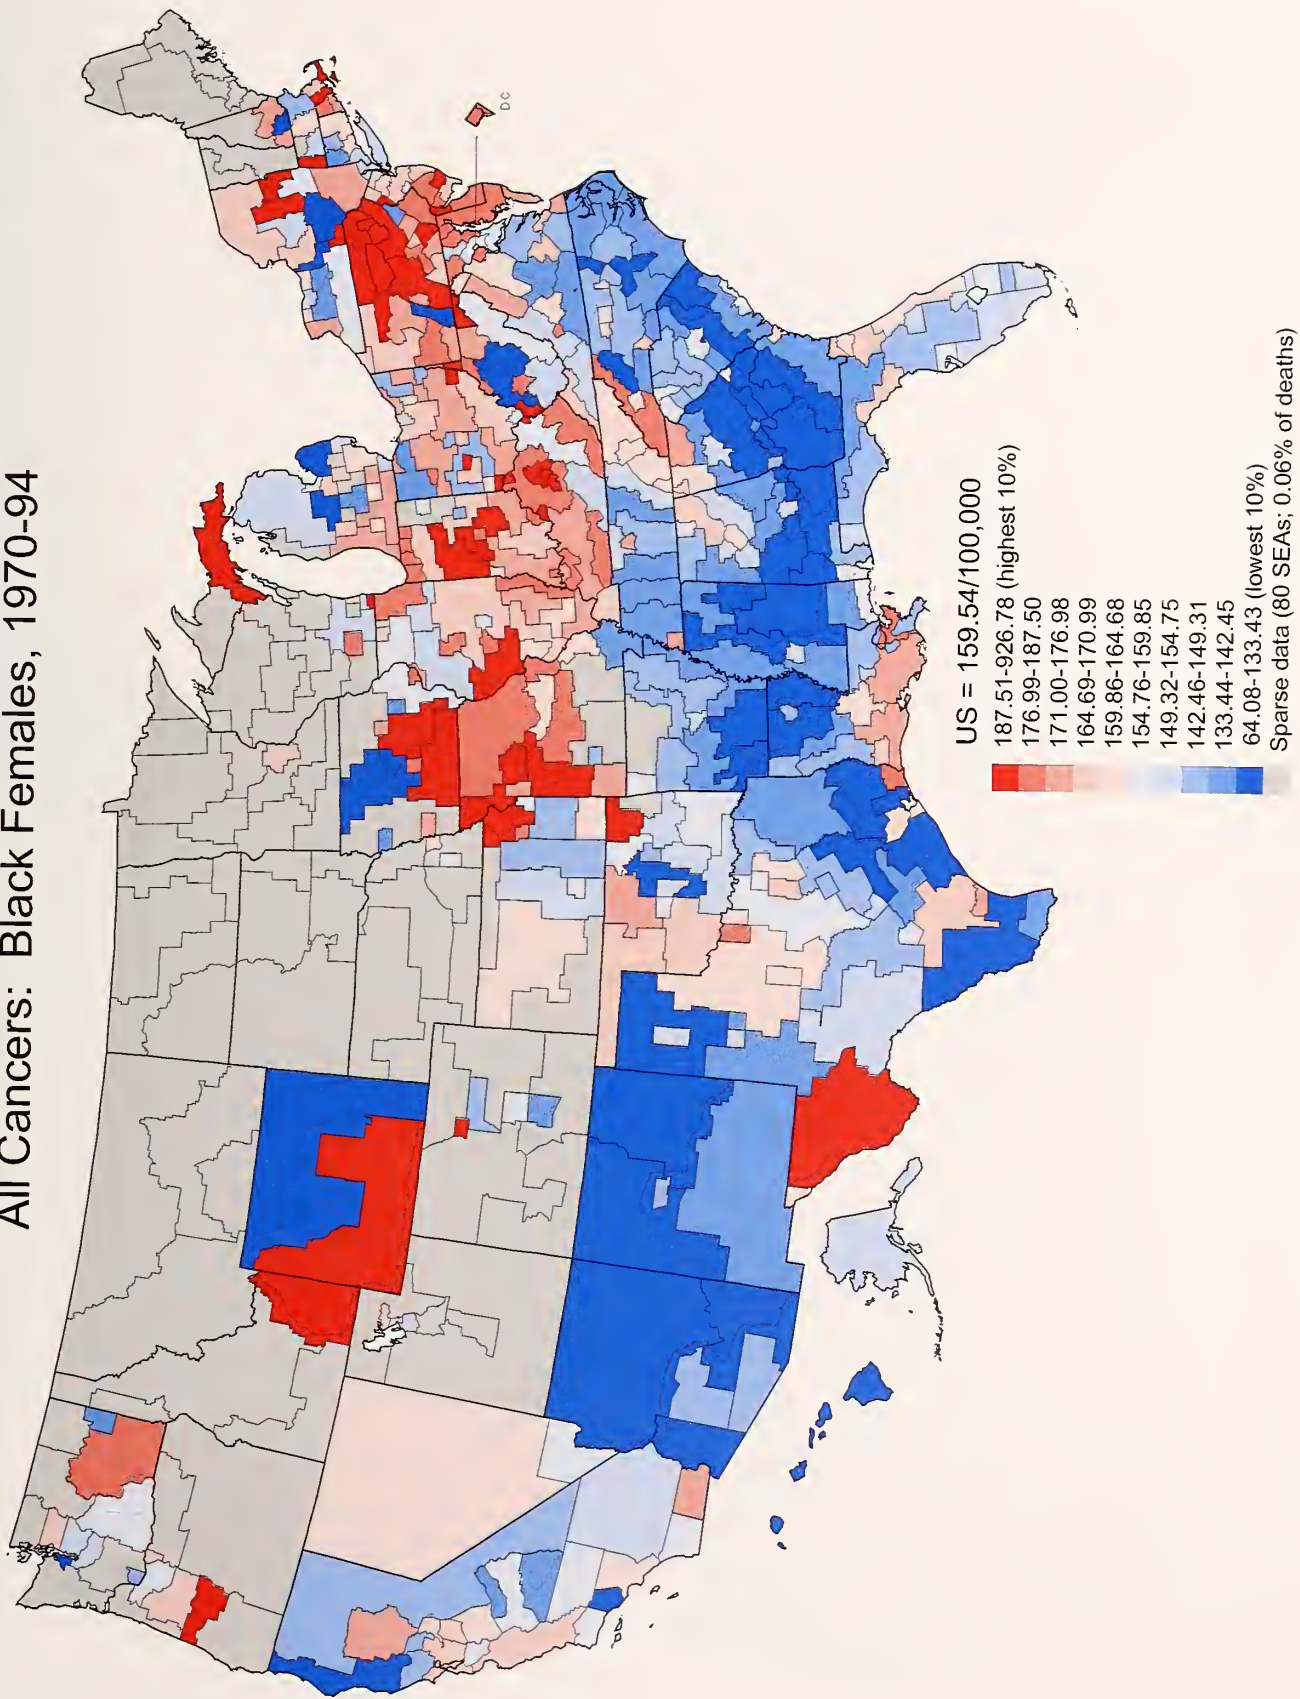 All Cancers: Black Females, 1970-94
DC
US = 159.54/100,000
187.51-926.78 (highest 10%)
176.99-187.50
171.00-176.98
164.69-170.99
159.86-164.68
154.76-159.85
149.32-154.75
142.46-149.31
133.44-142.45
64.08-133.43 (lowest 10%)
Sparse data (80 SEAs; 0.06% of deaths)